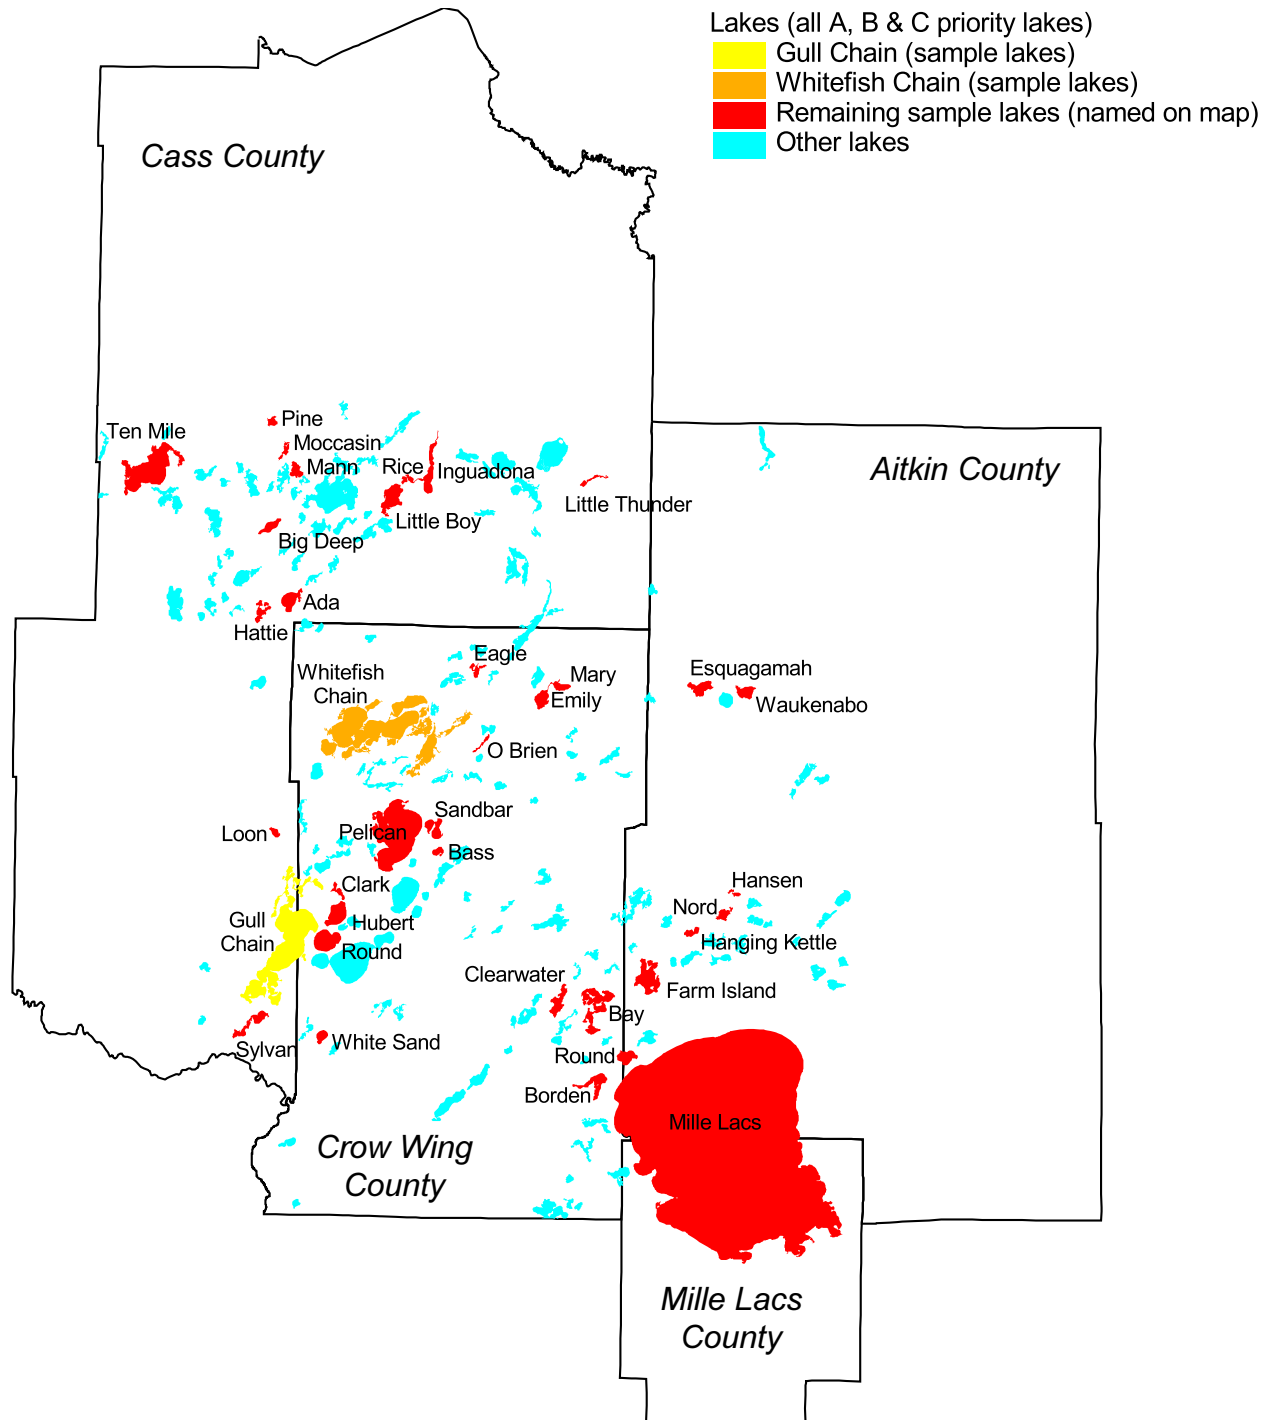 Lakes (all A, B & C priority lakes)
Gull Chain (sample lakes)
Whitefish Chain (sample lakes)
Remaining sample lakes (named on map)
Other lakes
Cass County
Pine
Ten Mile
Moccasin
Mann
Rice
Inguadona
Aitkin County
Little Thunder
Little Boy
Big Deep
Ada
Hattie
Eagle
Whitefish
Chain
Mary
Emily
Esquagamah
Waukenabo
O Brien
Sandbar
Loon
Pelican
Bass
Clark
Hansen
Nord
Gull
Chain
Hubert
Round
Hanging Kettle
Clearwater
Farm Island
Bay
Sylvan
White Sand
Round
Borden
Mille Lacs
Crow Wing
County
Mille Lacs
County